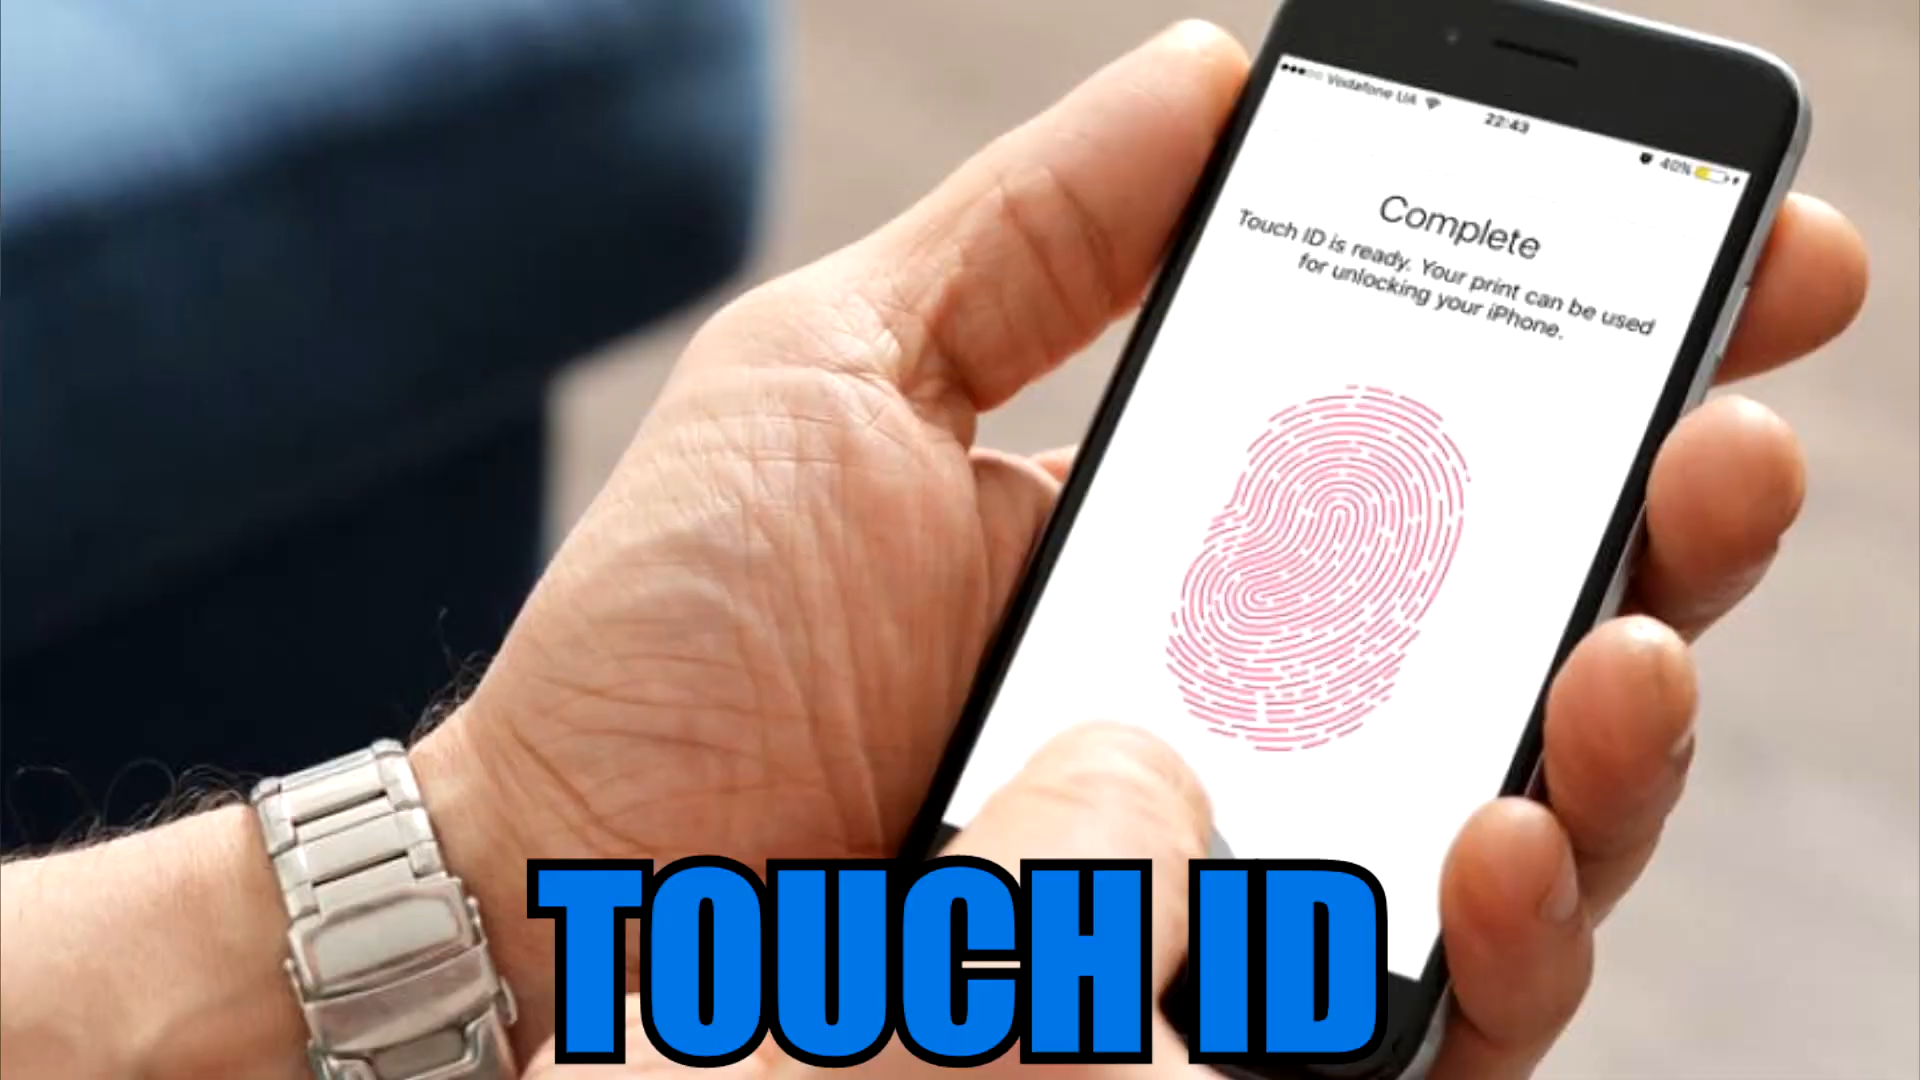 ●●●○○ Vodafone UA
22:43
40%
Complete
Touch ID is ready. Your print can be used
for unlocking your iPhone.
TOUCH ID